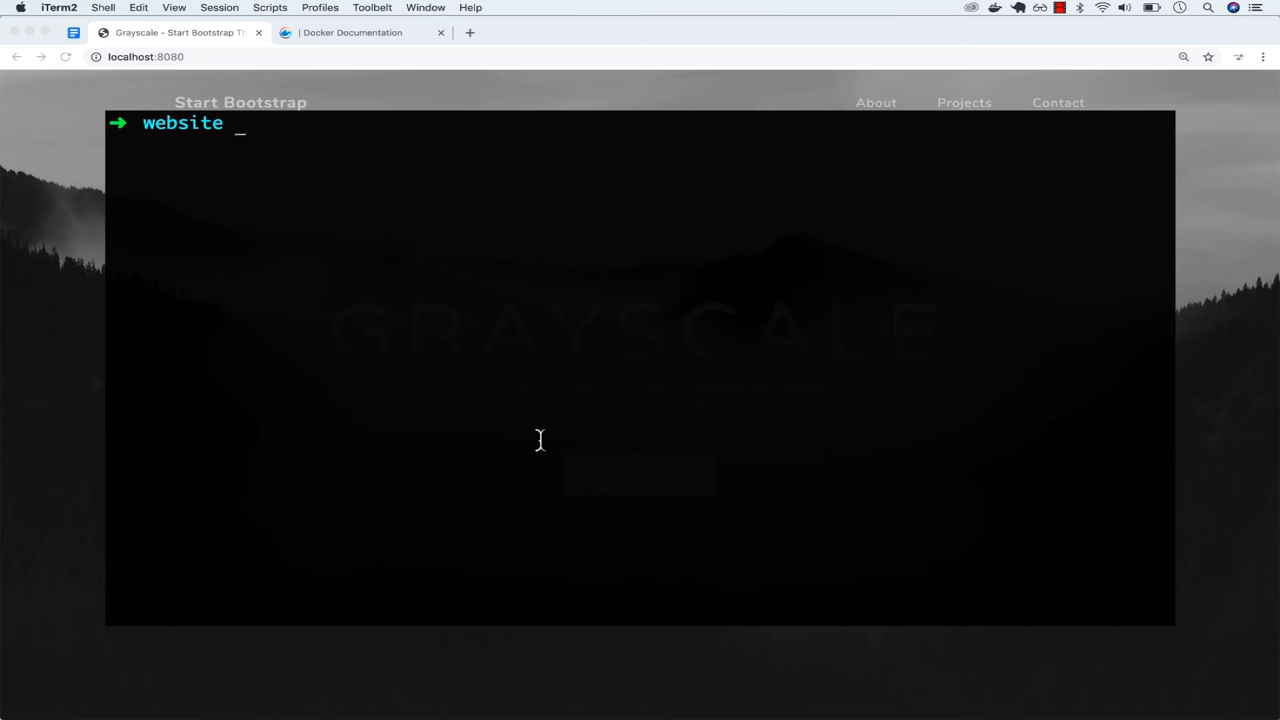 iTerm2 Shell Edit View Session Scripts Profiles Toolbelt Window Help
Grayscale - Start Bootstrap Th | Docker Documentation
localhost:8080
Start Bootstrap About Projects Contact
➜ website _
GRAYSCALE